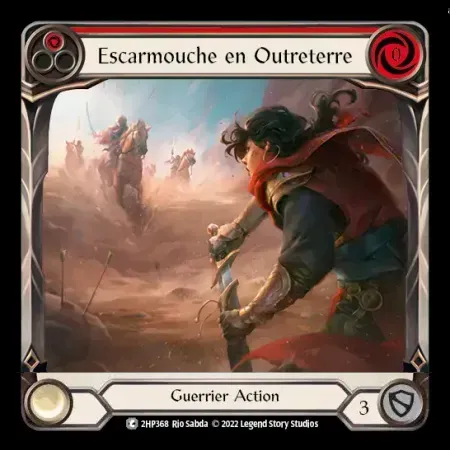 Escarmouche en Outreterre
0
Guerrier Action
3
C 2HP368 Rio Sabda © 2022 Legend Story Studios